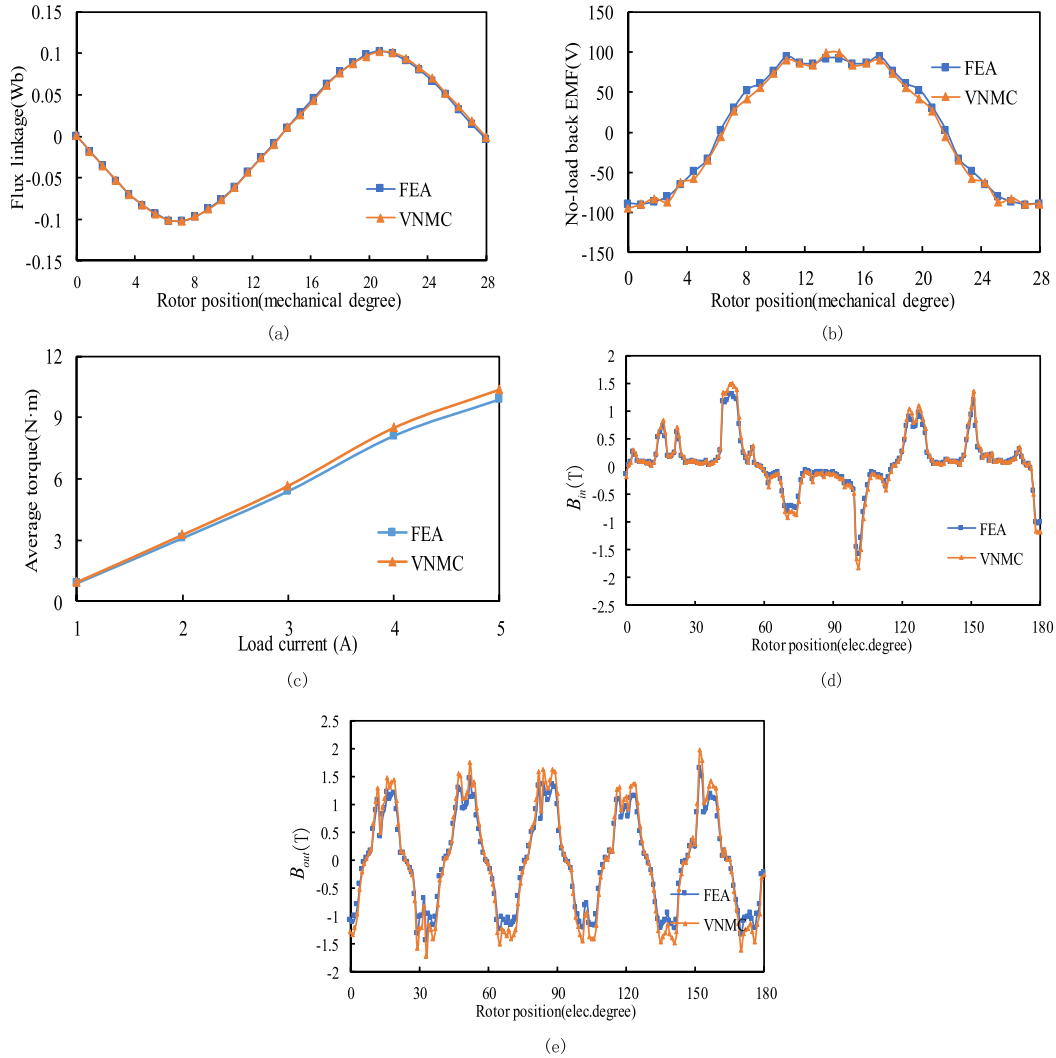 0.15
0.1
0.05
0
-0.05
-0.1
-0.15
Flux linkage(Wb)
FEA
VNMC
0 4 8 12 16 20 24 28
Rotor position(mechanical degree)
(a)
150
100
50
0
-50
-100
-150
No-load back EMF(V)
FEA
VNMC
0 4 8 12 16 20 24 28
Rotor position(mechanical degree)
(b)
12
9
6
3
0
Average torque(N·m)
FEA
VNMC
1 2 3 4 5
Load current (A)
(c)
2
1.5
1
0.5
0
-0.5
-1
-1.5
-2
-2.5
Bin(T)
FEA
VNMC
0 30 60 90 120 150 180
Rotor position(elec.degree)
(d)
2.5
2
1.5
1
0.5
0
-0.5
-1
-1.5
-2
Bout(T)
FEA
VNMC
0 30 60 90 120 150 180
Rotor position(elec.degree)
(e)